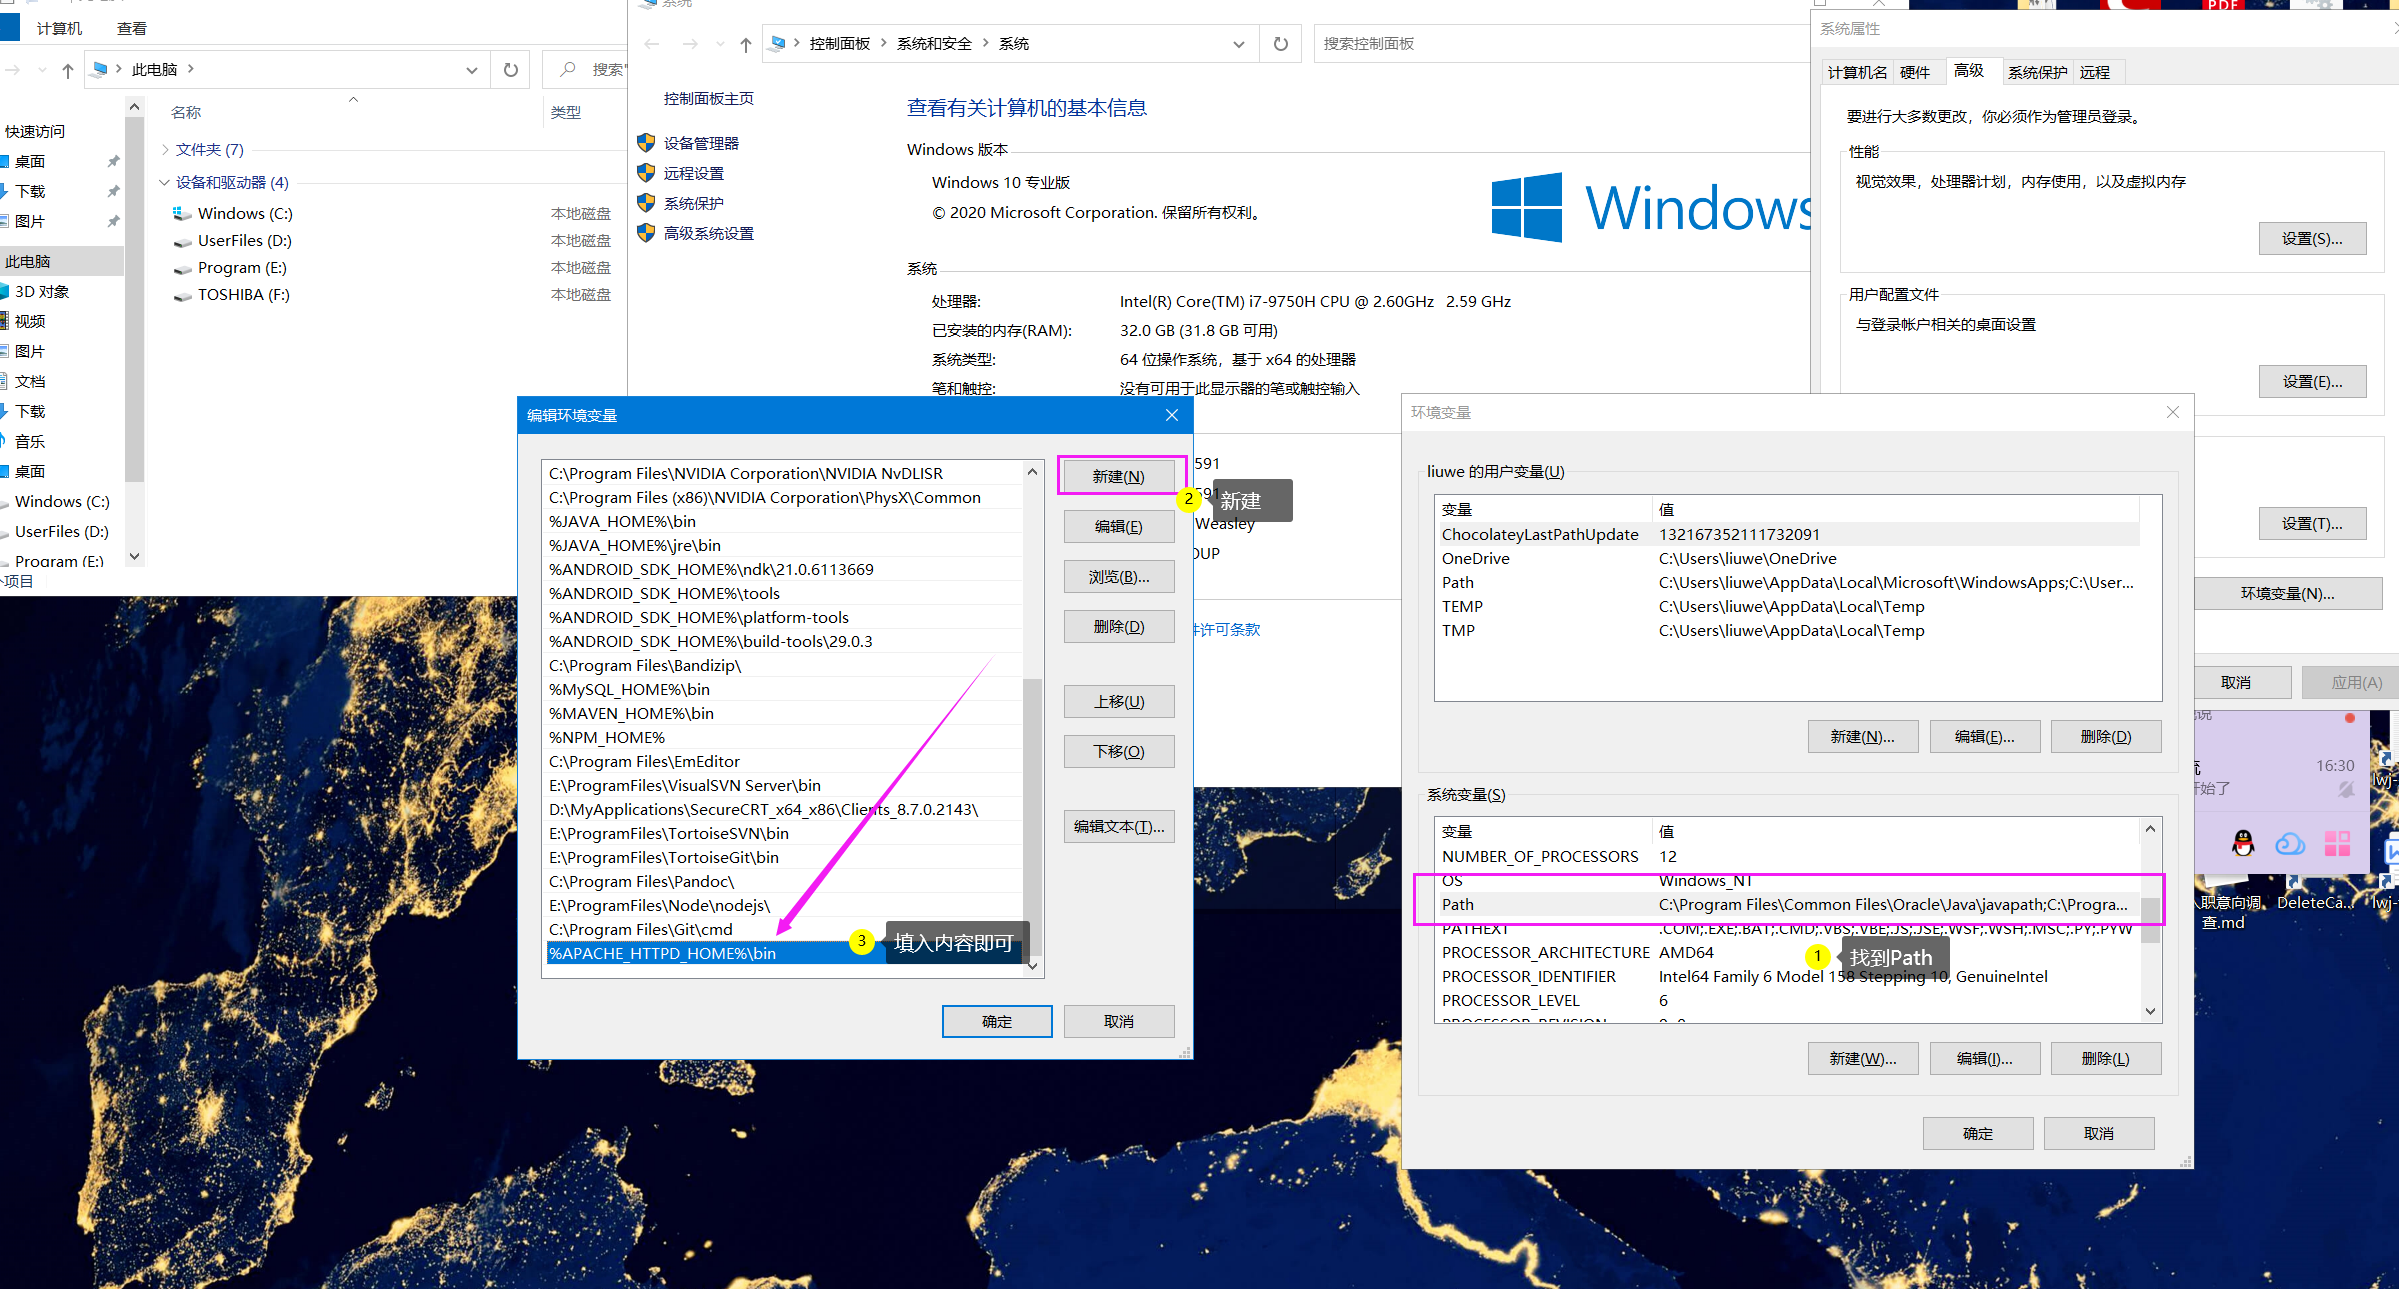 计算机
查看
此电脑
搜索"
名称
类型
快速访问
桌面
下载
图片
此电脑
3D 对象
视频
图片
文档
下载
音乐
桌面
Windows (C:)
UserFiles (D:)
Program (E:)
个项目
文件夹 (7)
设备和驱动器 (4)
Windows (C:) 本地磁盘
UserFiles (D:) 本地磁盘
Program (E:) 本地磁盘
TOSHIBA (F:) 本地磁盘
系统
控制面板 系统和安全 系统
搜索控制面板
控制面板主页
设备管理器
远程设置
系统保护
高级系统设置
查看有关计算机的基本信息
Windows 版本
Windows 10 专业版
© 2020 Microsoft Corporation. 保留所有权利。
Windows
系统
处理器: Intel(R) Core(TM) i7-9750H CPU @ 2.60GHz 2.59 GHz
已安装的内存(RAM): 32.0 GB (31.8 GB 可用)
系统类型: 64 位操作系统，基于 x64 的处理器
笔和触控: 没有可用于此显示器的笔或触控输入
591
591
Weasley
OUP
件许可条款
系统属性
计算机名 硬件 高级 系统保护 远程
要进行大多数更改，你必须作为管理员登录。
性能
视觉效果，处理器计划，内存使用，以及虚拟内存
设置(S)...
用户配置文件
与登录帐户相关的桌面设置
设置(E)...
设置(T)...
环境变量(N)...
取消
应用(A)
编辑环境变量
C:\Program Files\NVIDIA Corporation\NVIDIA NvDLISR
C:\Program Files (x86)\NVIDIA Corporation\PhysX\Common
%JAVA_HOME%\bin
%JAVA_HOME%\jre\bin
%ANDROID_SDK_HOME%\ndk\21.0.6113669
%ANDROID_SDK_HOME%\tools
%ANDROID_SDK_HOME%\platform-tools
%ANDROID_SDK_HOME%\build-tools\29.0.3
C:\Program Files\Bandizip\
%MySQL_HOME%\bin
%MAVEN_HOME%\bin
%NPM_HOME%
C:\Program Files\EmEditor
E:\ProgramFiles\VisualSVN Server\bin
D:\MyApplications\SecureCRT_x64_x86\Clients_8.7.0.2143\
E:\ProgramFiles\TortoiseSVN\bin
E:\ProgramFiles\TortoiseGit\bin
C:\Program Files\Pandoc\
E:\ProgramFiles\Node\nodejs\
C:\Program Files\Git\cmd
%APACHE_HTTPD_HOME%\bin
3 填入内容即可
新建(N)
2 新建
编辑(E)
浏览(B)...
删除(D)
上移(U)
下移(O)
编辑文本(T)...
确定
取消
环境变量
liuwe 的用户变量(U)
变量 值
ChocolateyLastPathUpdate 132167352111732091
OneDrive C:\Users\liuwe\OneDrive
Path C:\Users\liuwe\AppData\Local\Microsoft\WindowsApps;C:\User...
TEMP C:\Users\liuwe\AppData\Local\Temp
TMP C:\Users\liuwe\AppData\Local\Temp
新建(N)...
编辑(E)...
删除(D)
系统变量(S)
变量 值
NUMBER_OF_PROCESSORS 12
OS Windows_NT
Path C:\Program Files\Common Files\Oracle\Java\javapath;C:\Progra...
PATHEXT .COM;.EXE;.BAT;.CMD;.VBS;.VBE;.JS;.JSE;.WSF;.WSH;.MSC;.PY;.PYW
PROCESSOR_ARCHITECTURE AMD64
1 找到Path
PROCESSOR_IDENTIFIER Intel64 Family 6 Model 158 Stepping 10, GenuineIntel
PROCESSOR_LEVEL 6
新建(W)...
编辑(I)...
删除(L)
确定
取消
PDF
16:30
开始了
职意向调
查.md
DeleteCa...
lwj-
lwj-